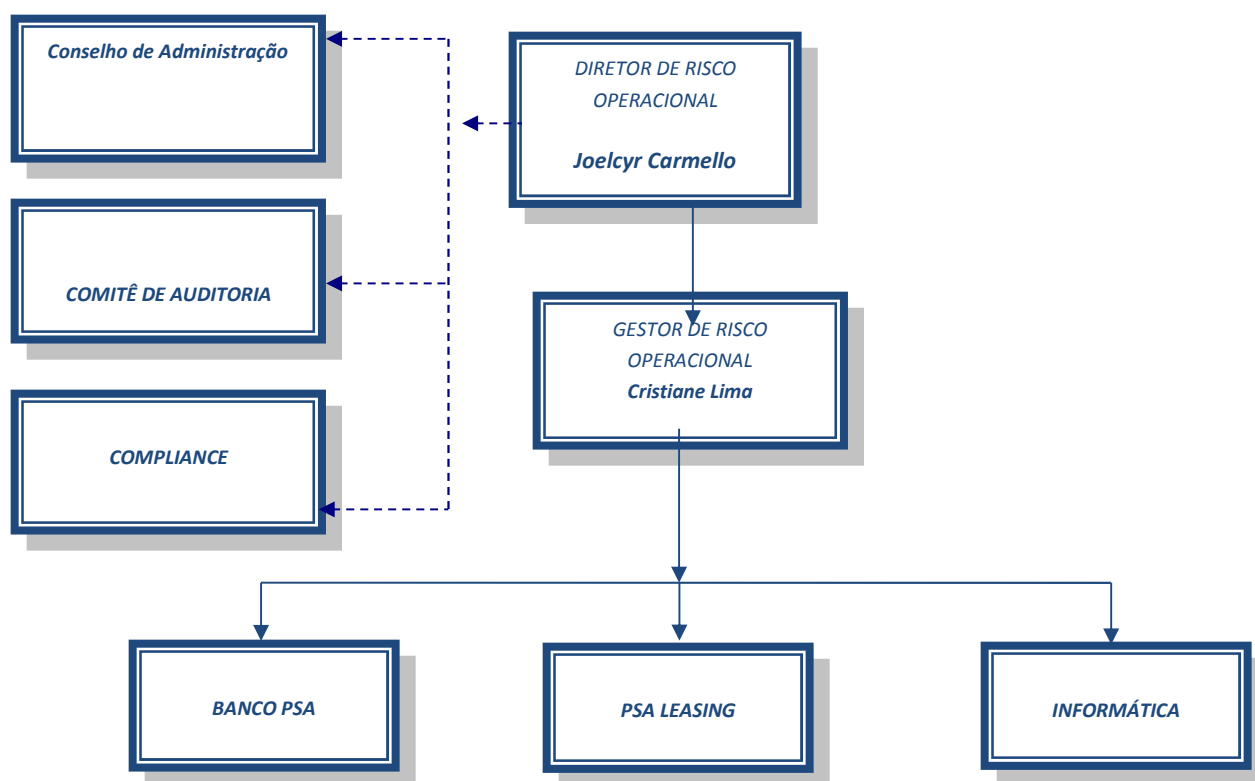 Conselho de Administração
DIRETOR DE RISCO
OPERACIONAL
Joelcyr Carmello
COMITÊ DE AUDITORIA
GESTOR DE RISCO
OPERACIONAL
Cristiane Lima
COMPLIANCE
BANCO PSA
PSA LEASING
INFORMÁTICA